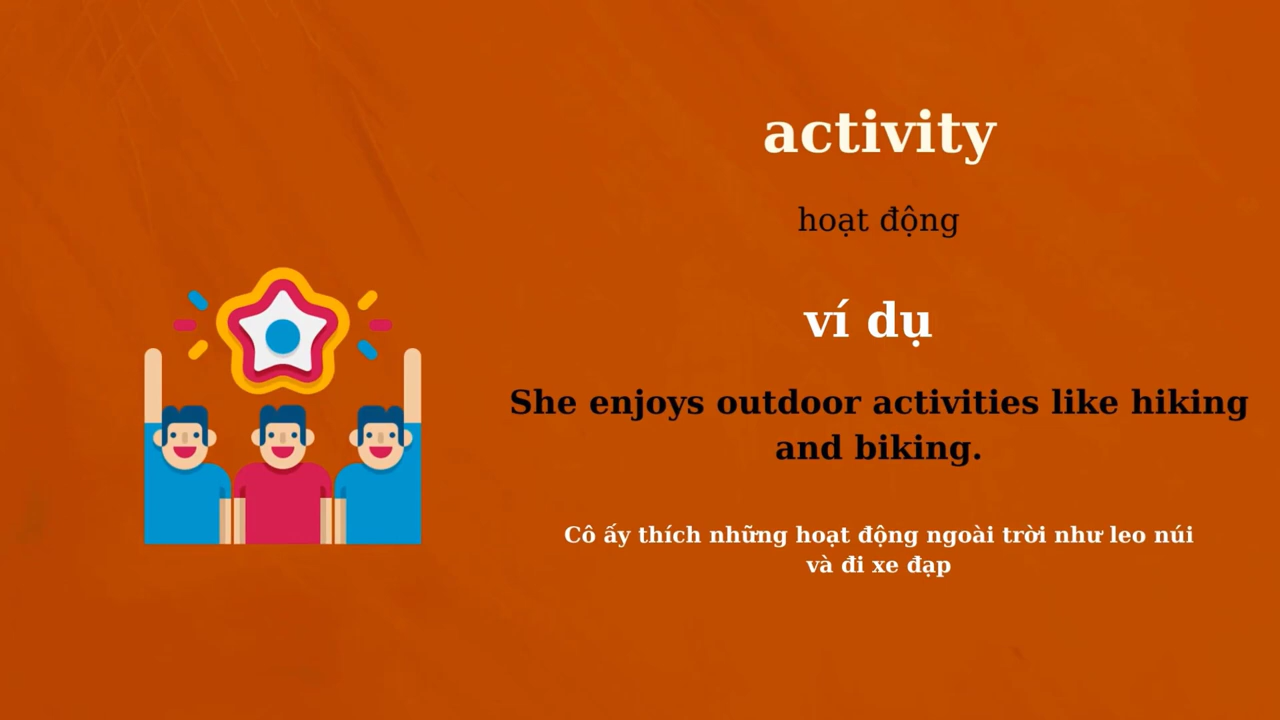 activity
hoạt động
ví dụ
She enjoys outdoor activities like hiking
and biking.
Cô ấy thích những hoạt động ngoài trời như leo núi
và đi xe đạp